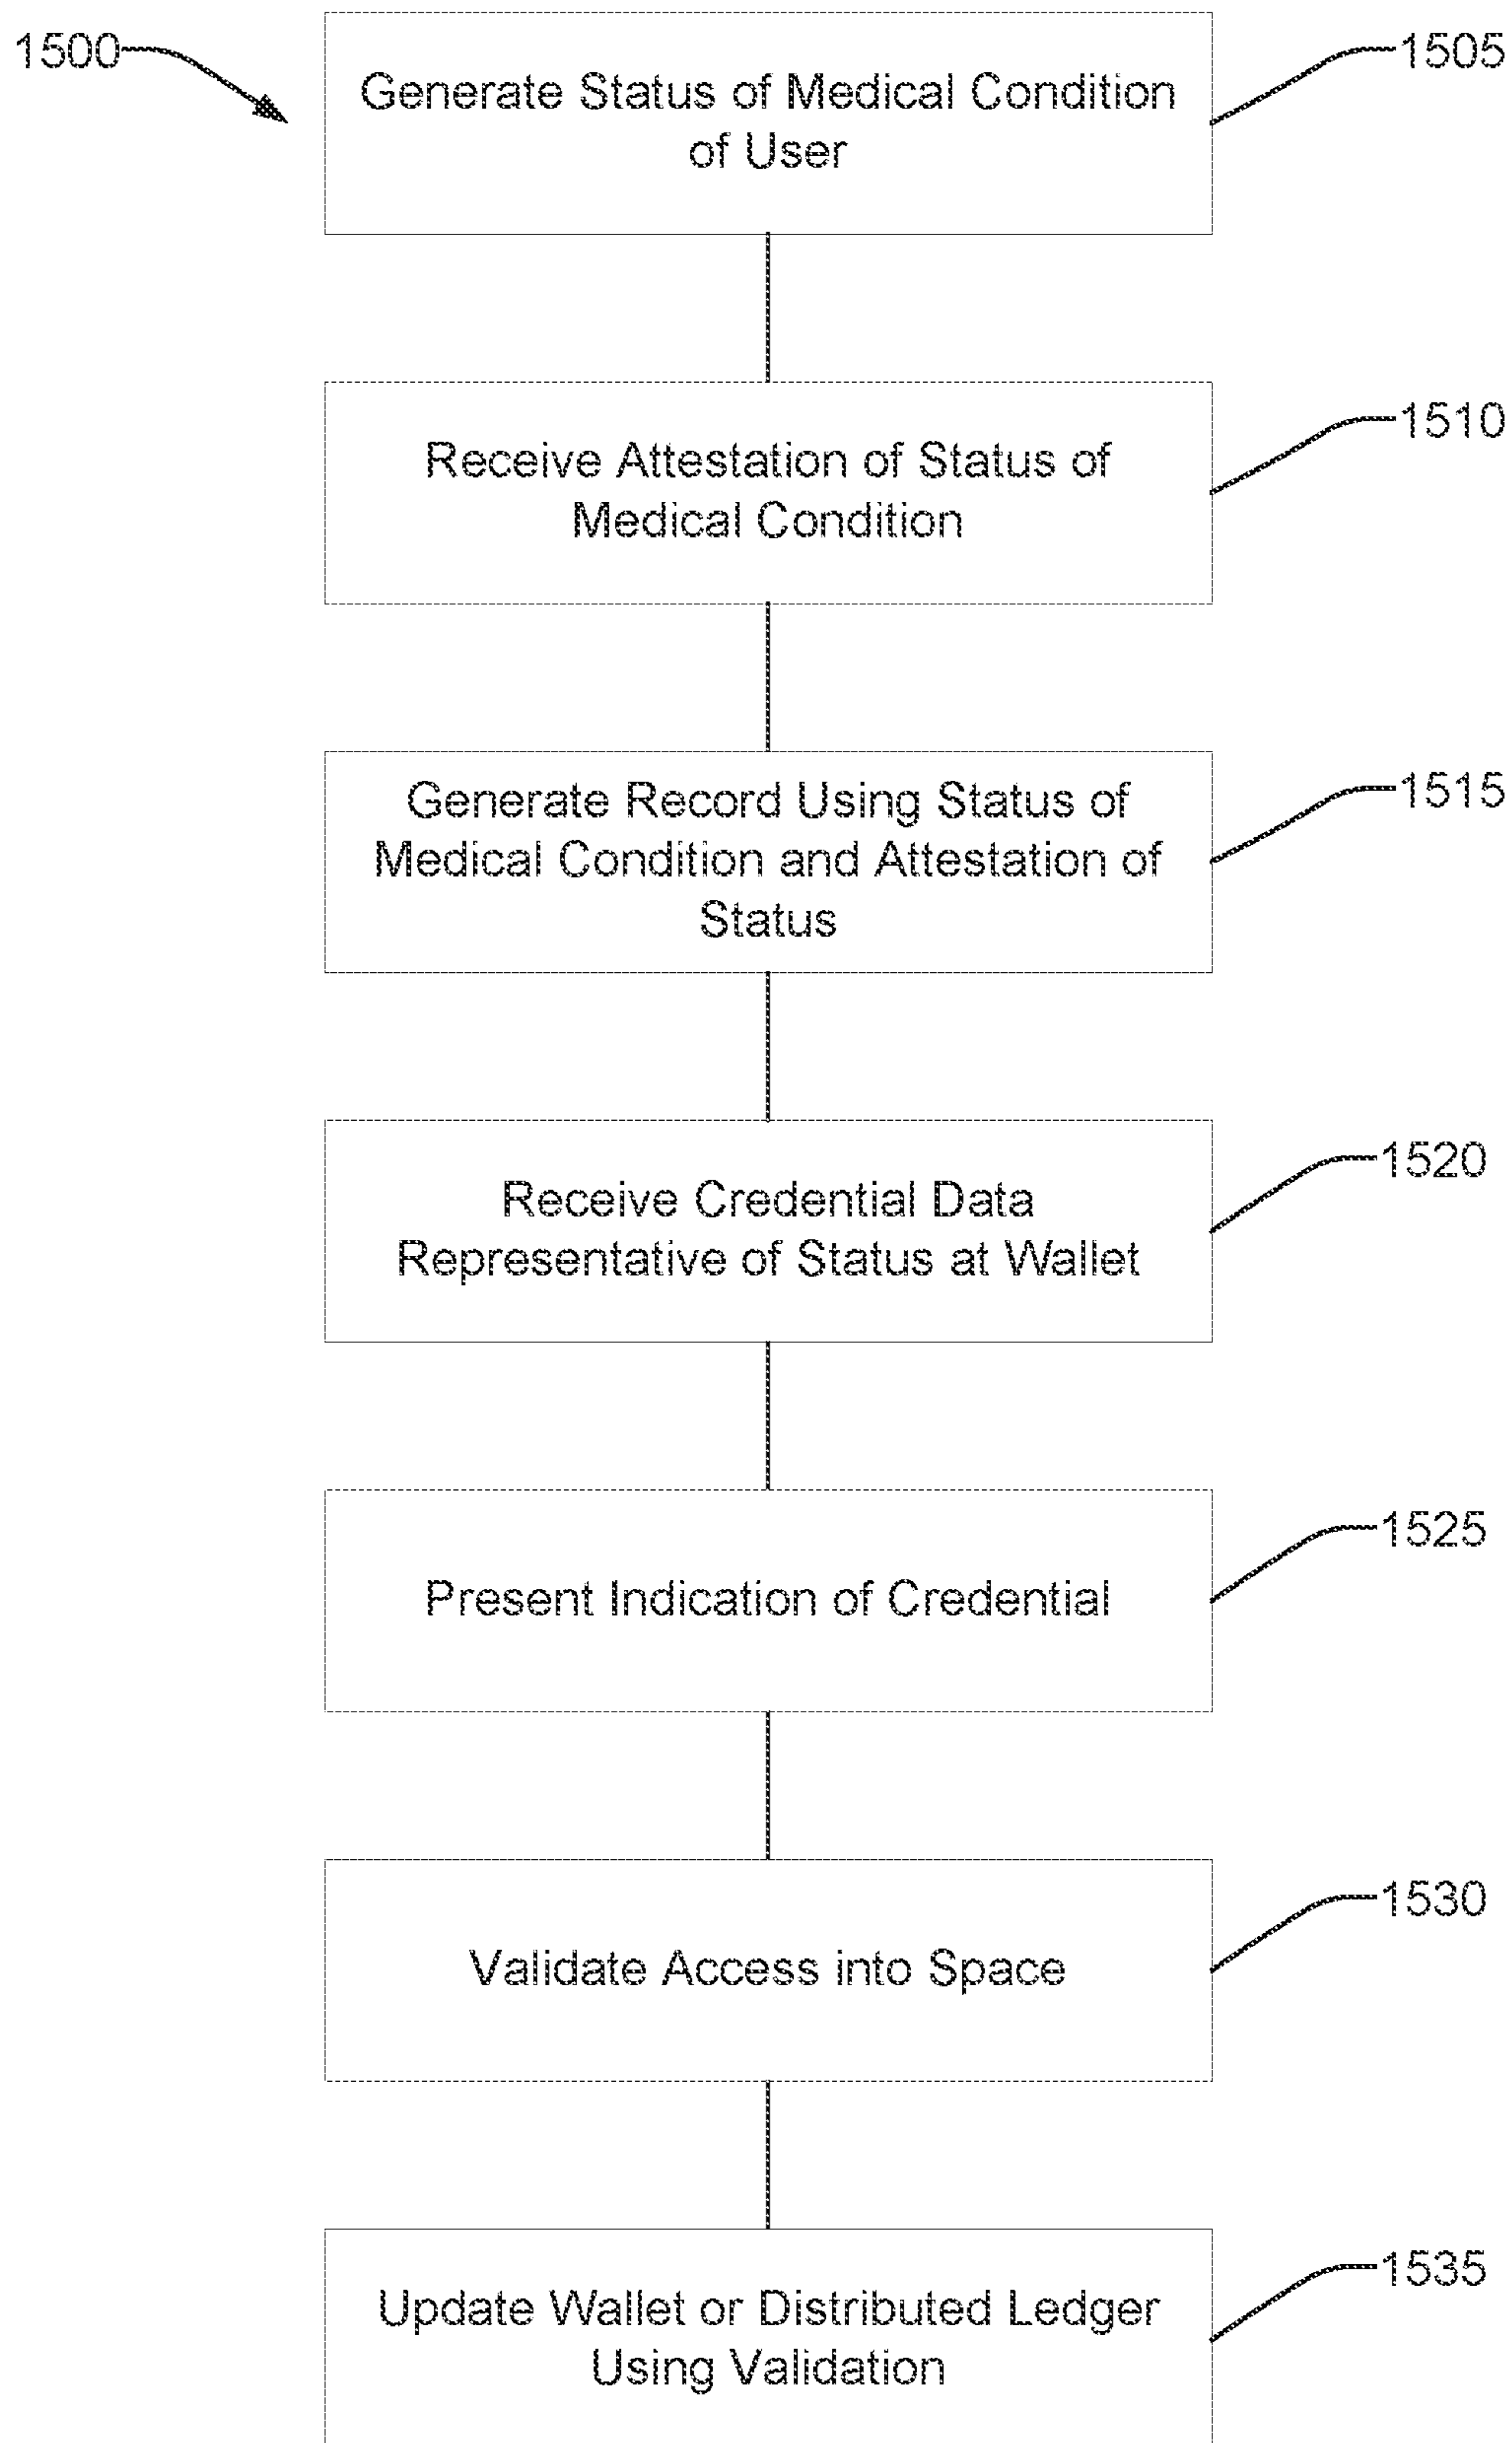 1500
Generate Status of Medical Condition
of User
1505
Receive Attestation of Status of
Medical Condition
1510
Generate Record Using Status of
Medical Condition and Attestation of
Status
1515
Receive Credential Data
Representative of Status at Wallet
1520
Present Indication of Credential
1525
Validate Access into Space
1530
Update Wallet or Distributed Ledger
Using Validation
1535